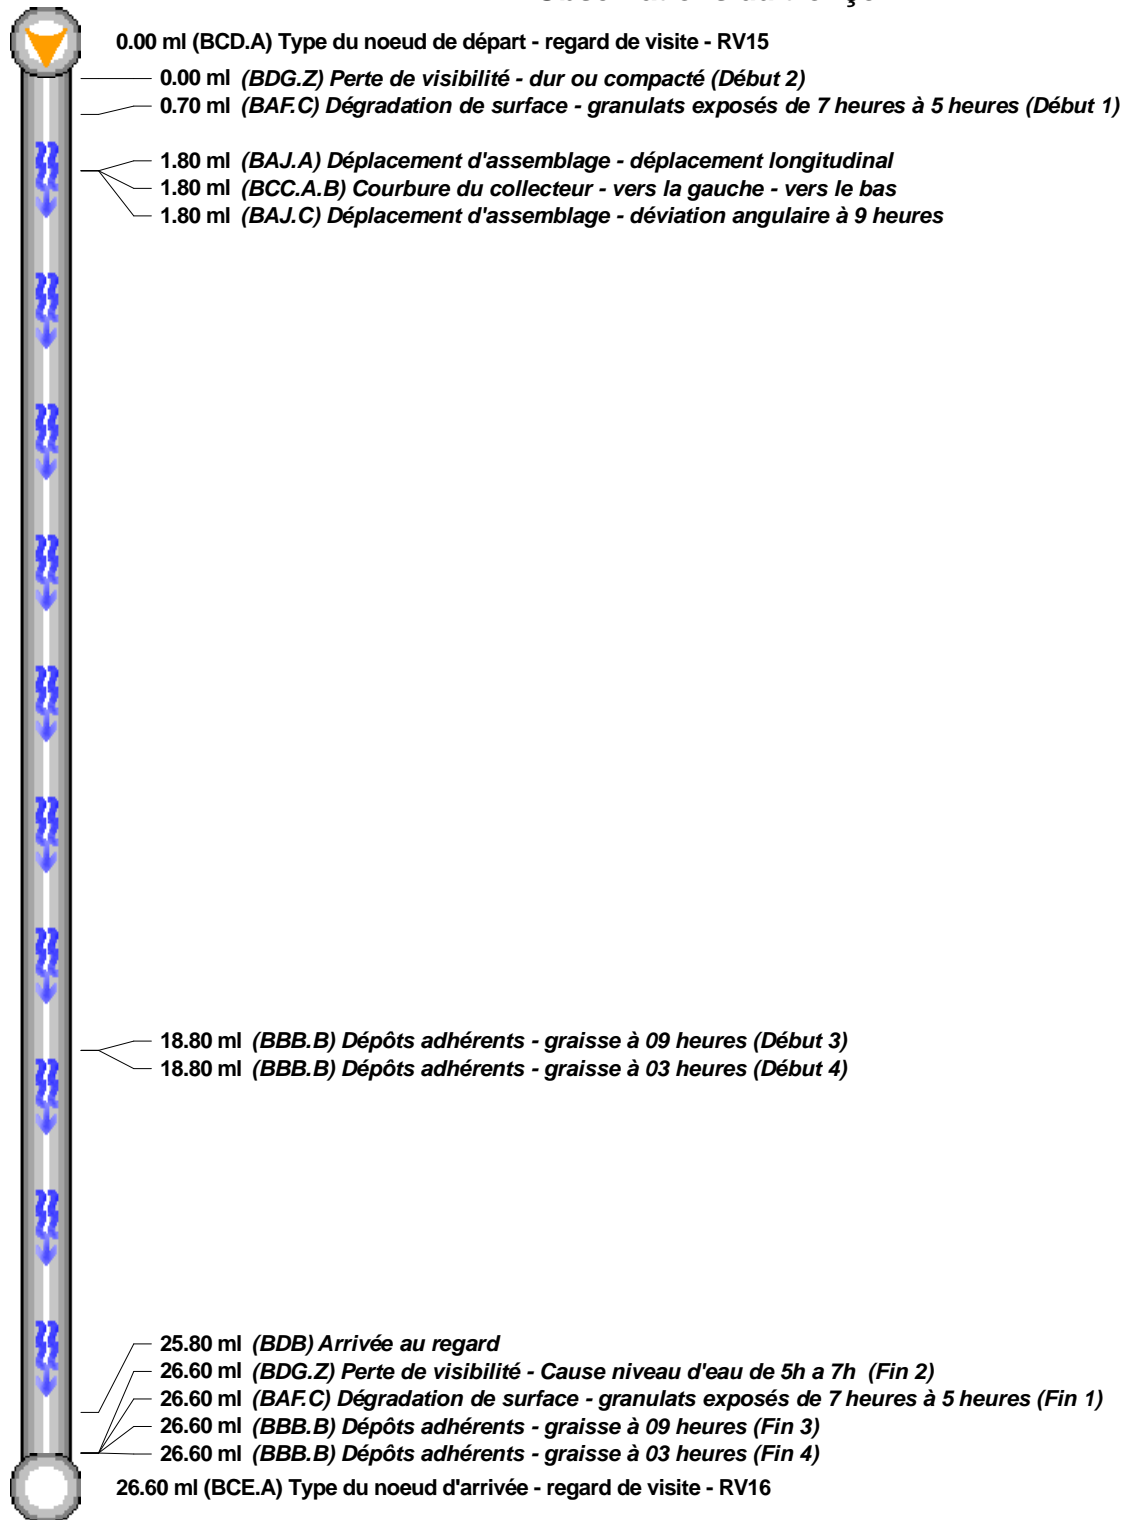 0.00 ml (BCD.A) Type du noeud de départ - regard de visite - RV15
0.00 ml (BDG.Z) Perte de visibilité - dur ou compacté (Début 2)
0.70 ml (BAF.C) Dégradation de surface - granulats exposés de 7 heures à 5 heures (Début 1)
1.80 ml (BAJ.A) Déplacement d'assemblage - déplacement longitudinal
1.80 ml (BCC.A.B) Courbure du collecteur - vers la gauche - vers le bas
1.80 ml (BAJ.C) Déplacement d'assemblage - déviation angulaire à 9 heures
18.80 ml (BBB.B) Dépôts adhérents - graisse à 09 heures (Début 3)
18.80 ml (BBB.B) Dépôts adhérents - graisse à 03 heures (Début 4)
25.80 ml (BDB) Arrivée au regard
26.60 ml (BDG.Z) Perte de visibilité - Cause niveau d'eau de 5h a 7h (Fin 2)
26.60 ml (BAF.C) Dégradation de surface - granulats exposés de 7 heures à 5 heures (Fin 1)
26.60 ml (BBB.B) Dépôts adhérents - graisse à 09 heures (Fin 3)
26.60 ml (BBB.B) Dépôts adhérents - graisse à 03 heures (Fin 4)
26.60 ml (BCE.A) Type du noeud d'arrivée - regard de visite - RV16